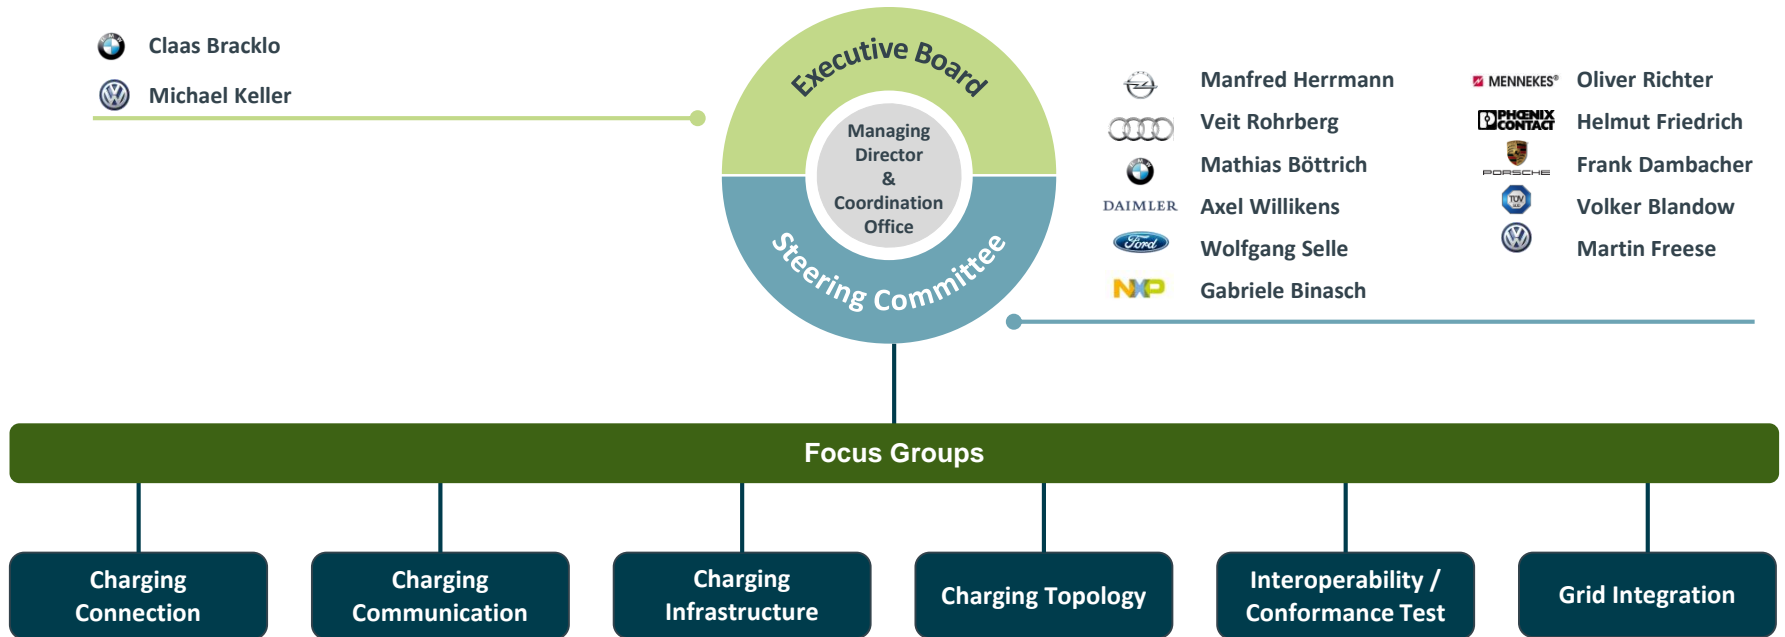 Claas Bracklo
Michael Keller
Executive Board
Managing
Director
&
Coordination
Office
Steering Committee
Manfred Herrmann
Veit Rohrberg
Mathias Böttrich
DAIMLER Axel Willikens
Ford Wolfgang Selle
NXP Gabriele Binasch
MENNEKES® Oliver Richter
PHŒNIX
CONTACT Helmut Friedrich
PORSCHE Frank Dambacher
TÜV Volker Blandow
Martin Freese
Focus Groups
Charging
Connection
Charging
Communication
Charging
Infrastructure
Charging Topology
Interoperability /
Conformance Test
Grid Integration